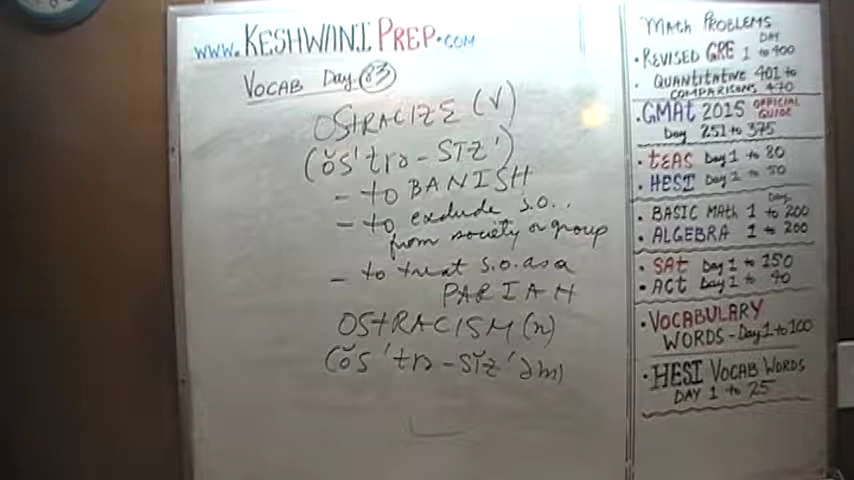 www.KESHWANIPREP.COM
VOCAB Day 83
OSTRACIZE (V)
(ŏs'trə-sīz')
- to BANISH
- to exclude s.o..
from society or group
- to treat s.o. as a
PARIAH
OSTRACISM (n)
(ŏs'trə-sĭz'əm)
MATH PROBLEMS
DAY
• REVISED GRE 1 to 400
• QUANTITATIVE 401 to
COMPARISONS 470
• GMAT 2015 OFFICIAL GUIDE
Day 251 to 375
• TEAS Day 1 to 80
• HESI Day 1 to 50
Day
• BASIC MATH 1 to 200
• ALGEBRA 1 to 200
• SAT Day 1 to 150
• ACT Day 1 to 40
• VOCABULARY
WORDS - Day 1 to 100
• HESI VOCAB WORDS
DAY 1 to 25